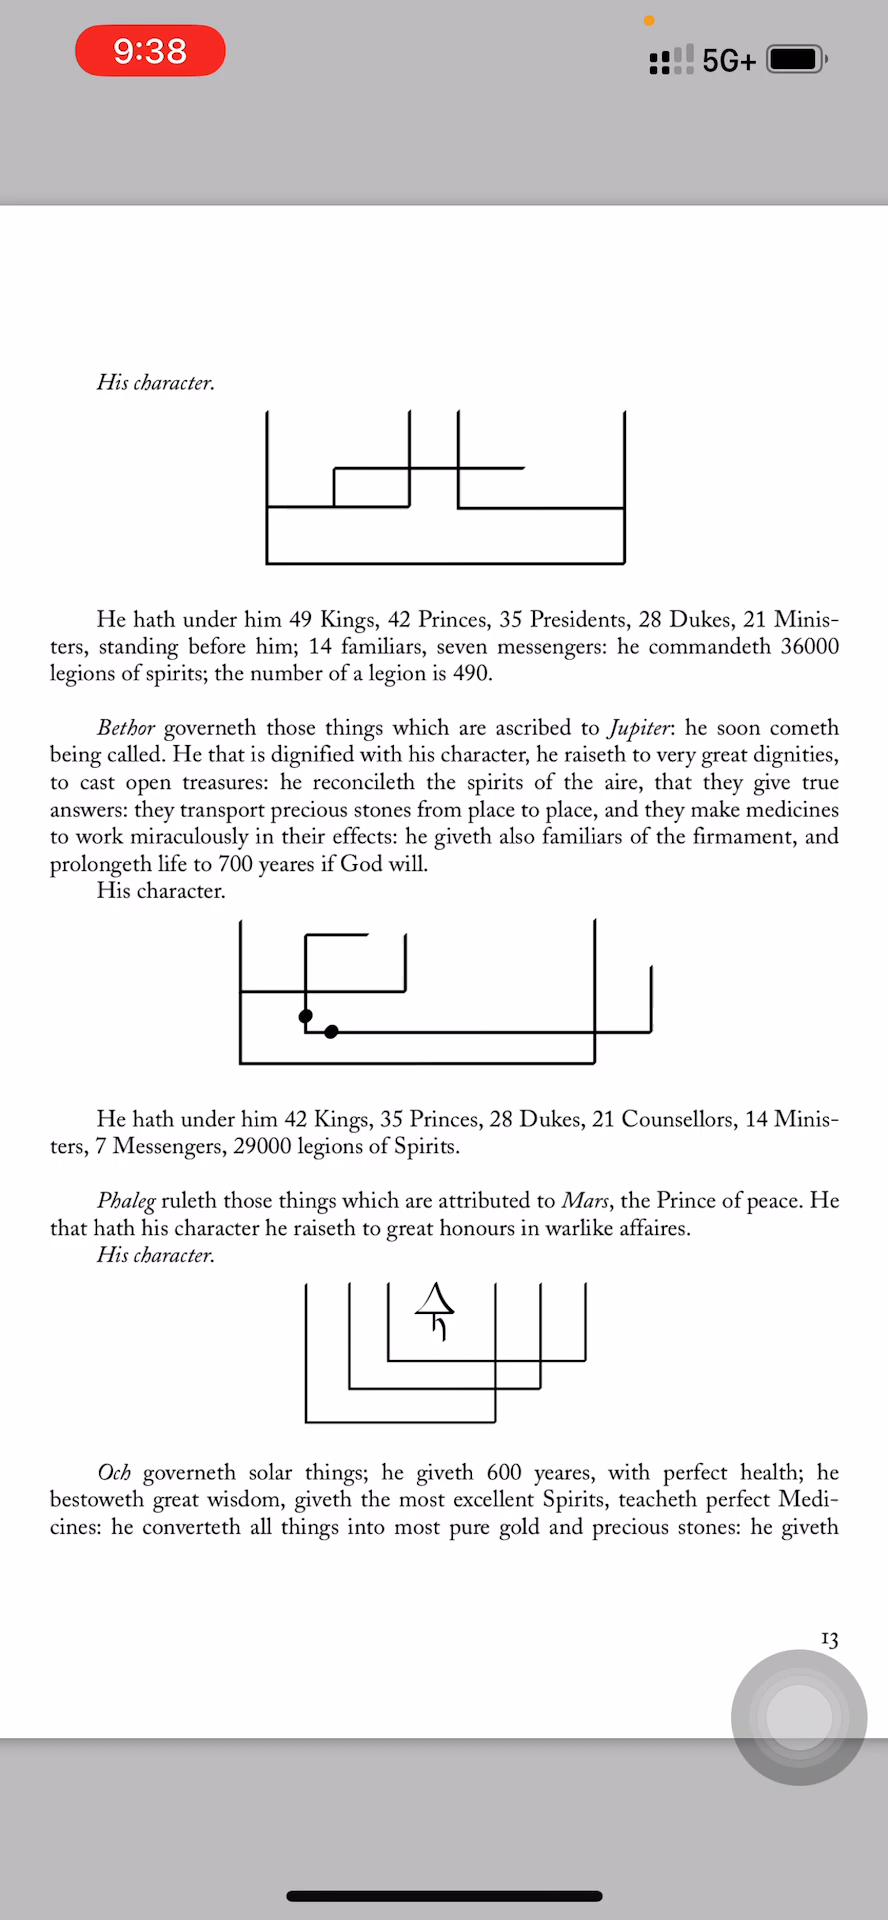 9:38
5G+
His character.
He hath under him 49 Kings, 42 Princes, 35 Presidents, 28 Dukes, 21 Minis-
ters, standing before him; 14 familiars, seven messengers: he commandeth 36000
legions of spirits; the number of a legion is 490.
Bethor governeth those things which are ascribed to Jupiter: he soon cometh
being called. He that is dignified with his character, he raiseth to very great dignities,
to cast open treasures: he reconcileth the spirits of the aire, that they give true
answers: they transport precious stones from place to place, and they make medicines
to work miraculously in their effects: he giveth also familiars of the firmament, and
prolongeth life to 700 yeares if God will.
His character.
He hath under him 42 Kings, 35 Princes, 28 Dukes, 21 Counsellors, 14 Minis-
ters, 7 Messengers, 29000 legions of Spirits.
Phaleg ruleth those things which are attributed to Mars, the Prince of peace. He
that hath his character he raiseth to great honours in warlike affaires.
His character.
Och governeth solar things; he giveth 600 yeares, with perfect health; he
bestoweth great wisdom, giveth the most excellent Spirits, teacheth perfect Medi-
cines: he converteth all things into most pure gold and precious stones: he giveth
13